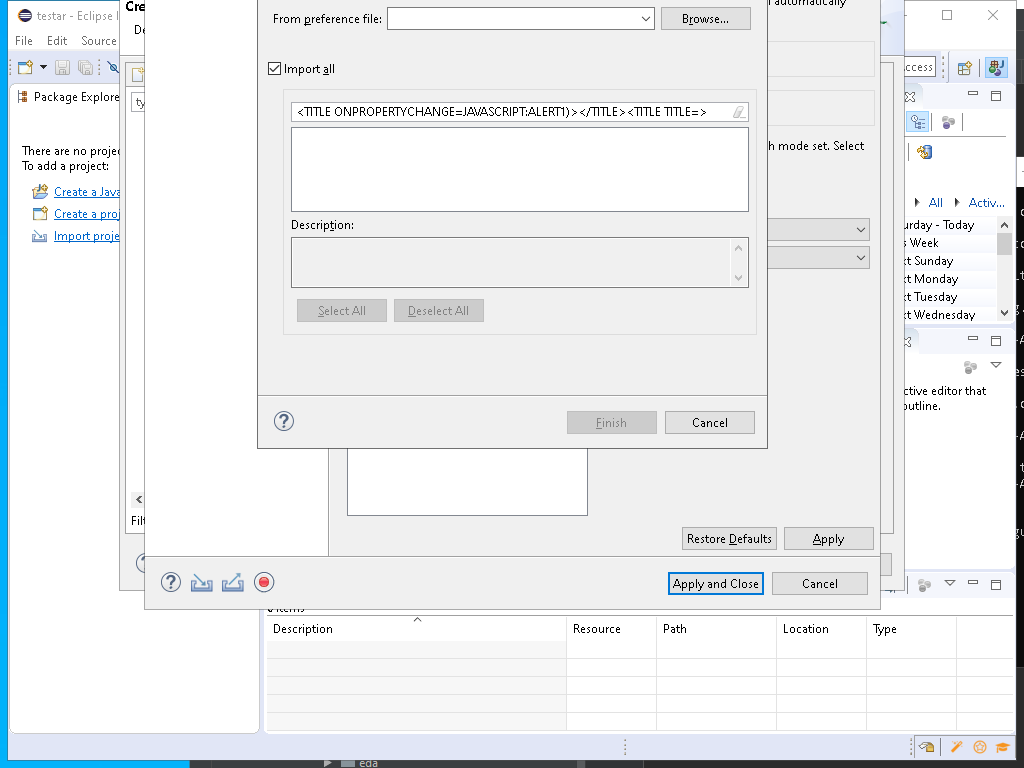 testar - Eclipse I
File Edit Source
Package Explore
There are no projec
To add a project:
Create a Java
Create a proj
Import proje
Cre
De
ty
Filt
From preference file:
Browse...
Import all
<TITLE ONPROPERTYCHANGE=JAVASCRIPT:ALERT1)></TITLE><TITLE TITLE=>
Description:
Select All Deselect All
Finish Cancel
automatically
h mode set. Select
Restore Defaults Apply
Apply and Close Cancel
ccess
All Activ...
urday - Today
s Week
xt Sunday
xt Monday
xt Tuesday
xt Wednesday
ctive editor that
outline.
0 items
Description Resource Path Location Type
eda